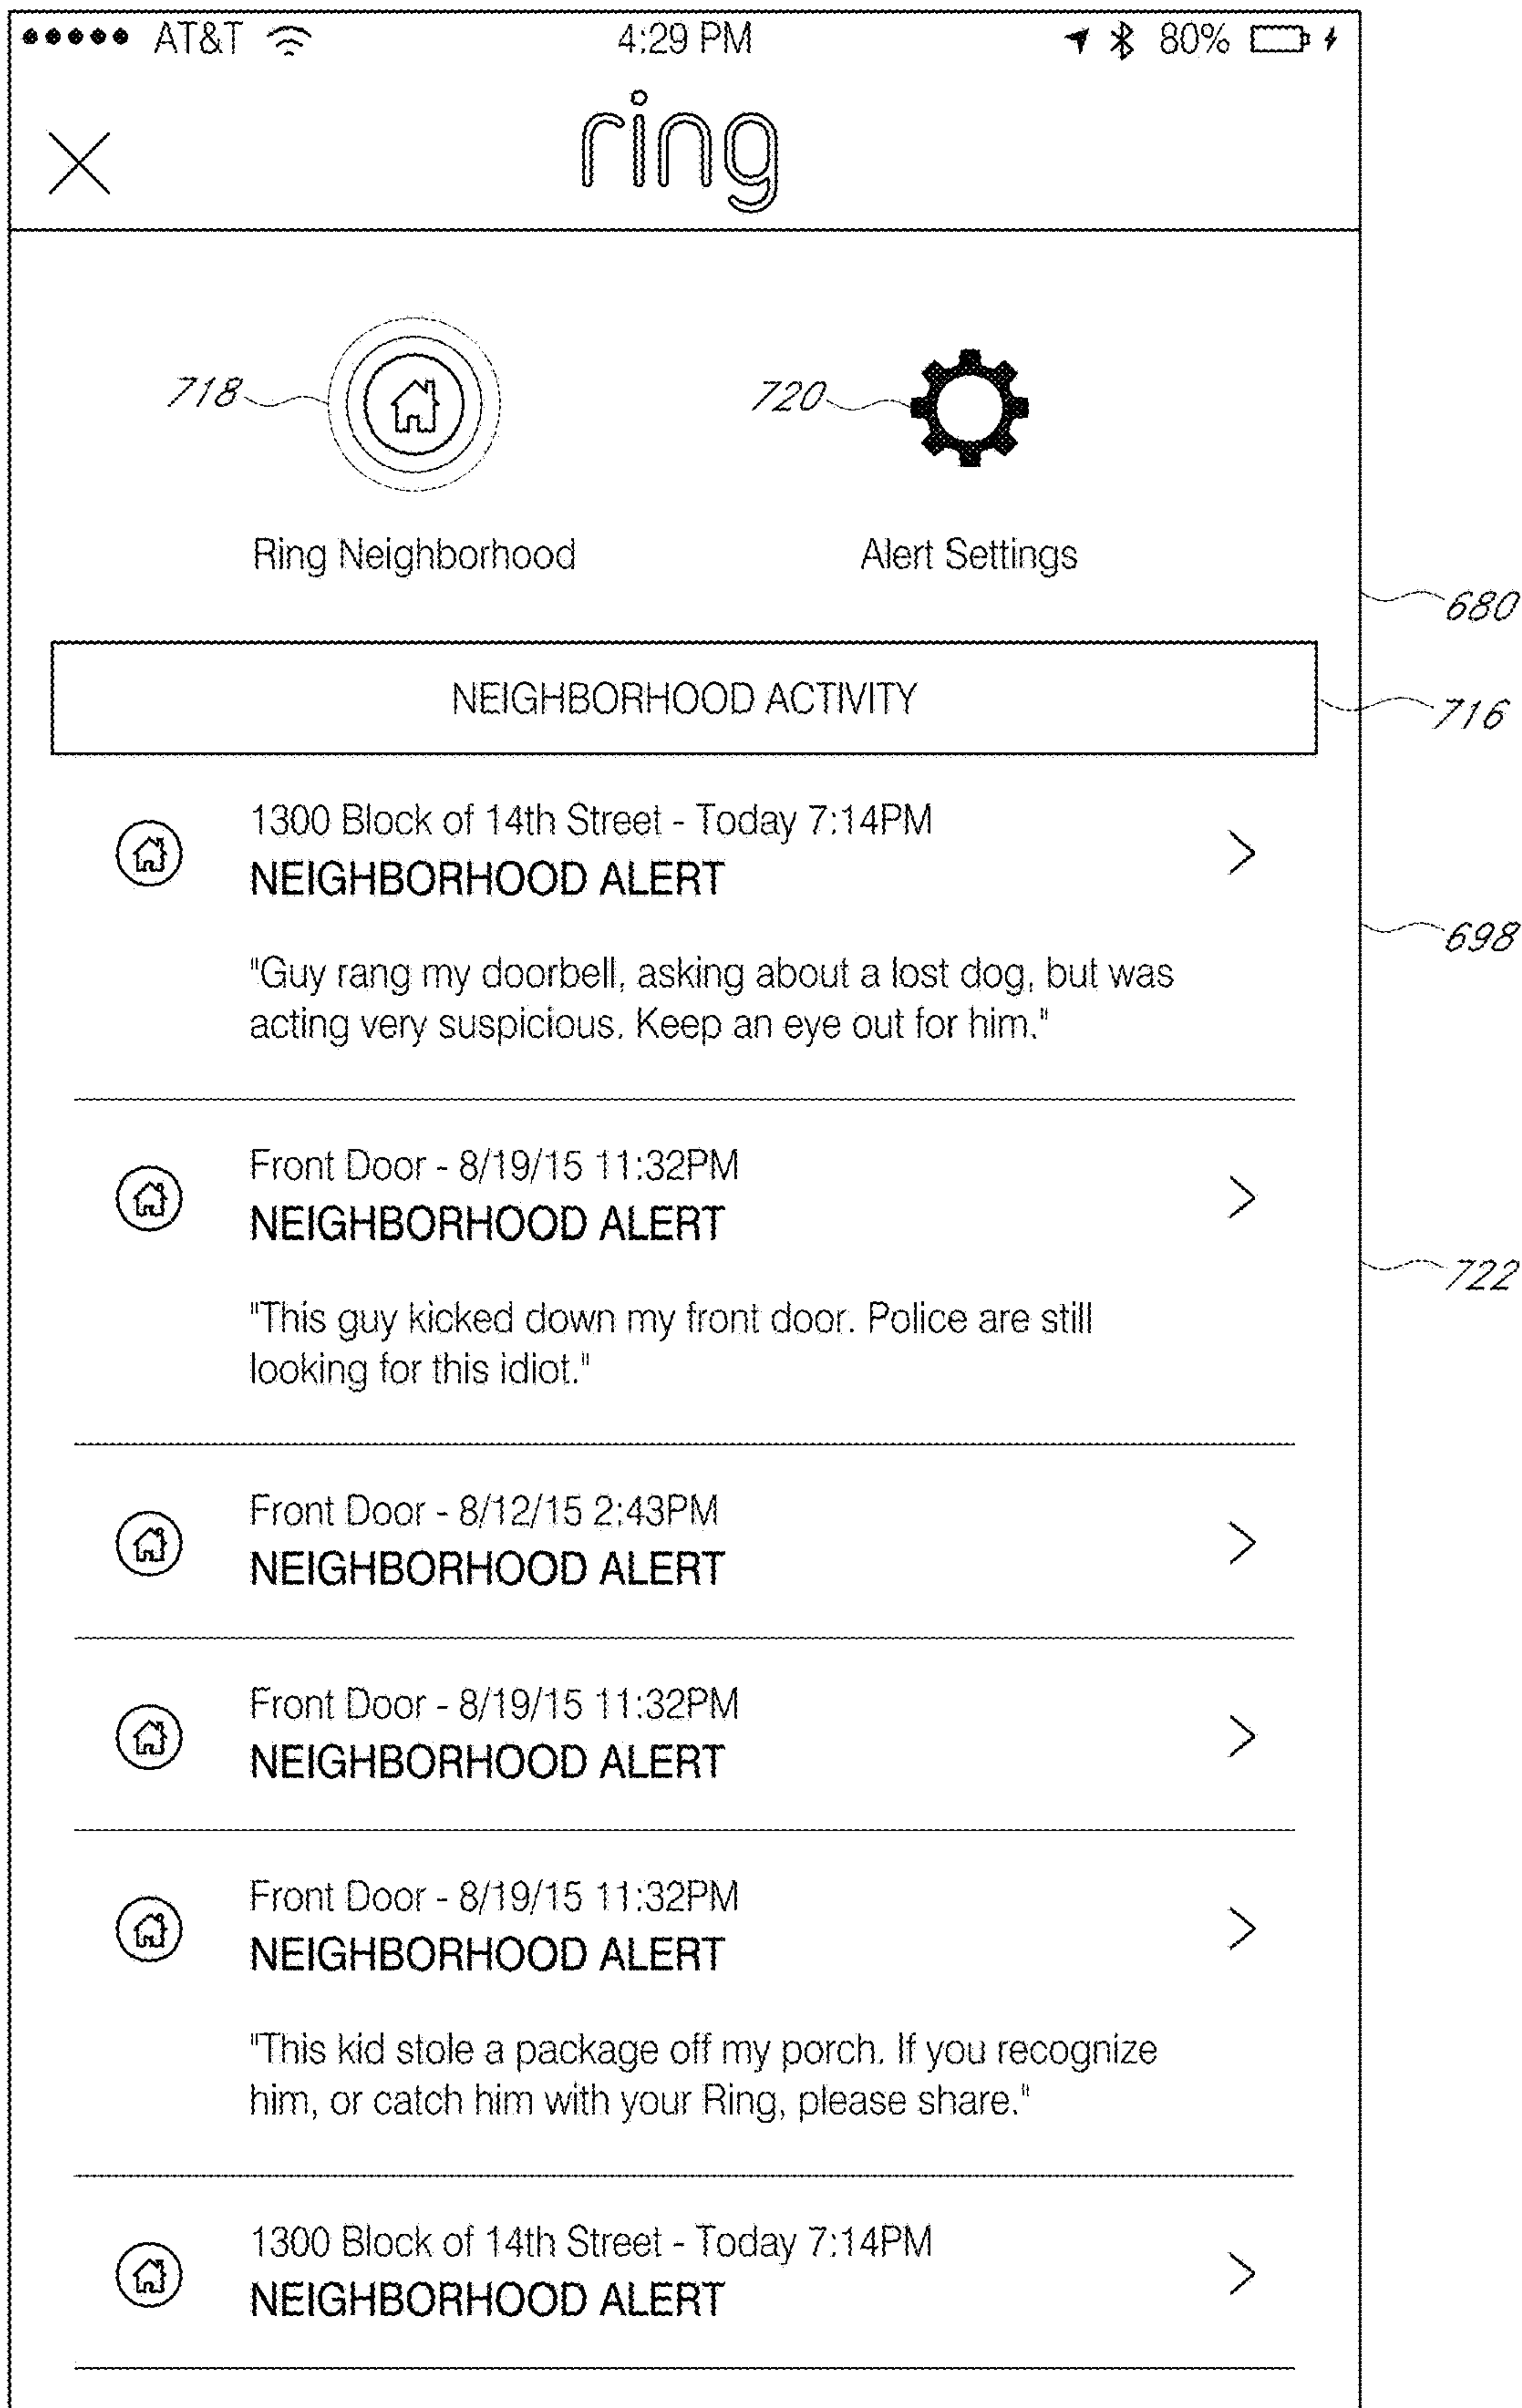 AT&T 4:29 PM 80%
ring
718 720
Ring Neighborhood Alert Settings
680
NEIGHBORHOOD ACTIVITY
716
1300 Block of 14th Street - Today 7:14PM
NEIGHBORHOOD ALERT
698
"Guy rang my doorbell, asking about a lost dog, but was
acting very suspicious. Keep an eye out for him."
Front Door - 8/19/15 11:32PM
NEIGHBORHOOD ALERT
722
"This guy kicked down my front door. Police are still
looking for this idiot."
Front Door - 8/12/15 2:43PM
NEIGHBORHOOD ALERT
Front Door - 8/19/15 11:32PM
NEIGHBORHOOD ALERT
Front Door - 8/19/15 11:32PM
NEIGHBORHOOD ALERT
"This kid stole a package off my porch. If you recognize
him, or catch him with your Ring, please share."
1300 Block of 14th Street - Today 7:14PM
NEIGHBORHOOD ALERT